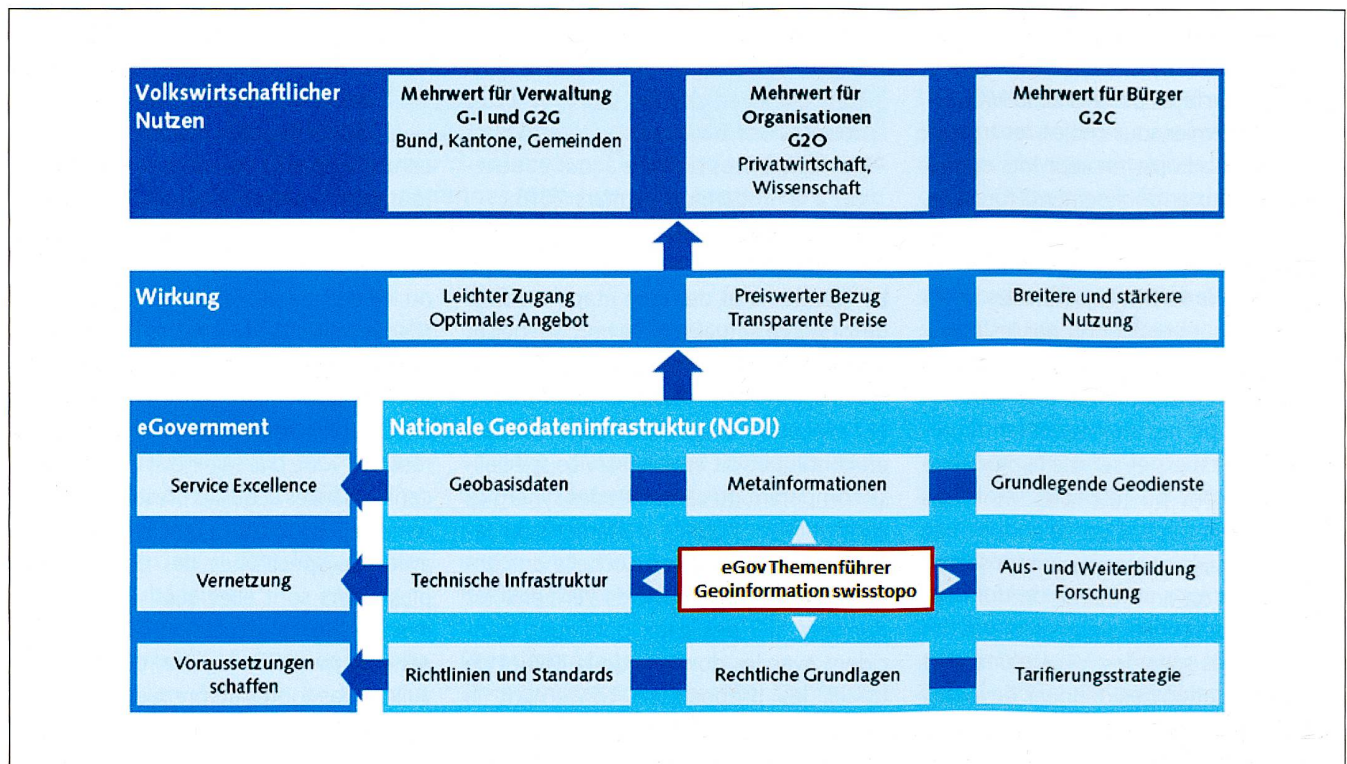 Volkswirtschaftlicher
Nutzen
Mehrwert für Verwaltung
G-I und G2G
Bund, Kantone, Gemeinden
Mehrwert für
Organisationen
G2O
Privatwirtschaft,
Wissenschaft
Mehrwert für Bürger
G2C
Wirkung
Leichter Zugang
Optimales Angebot
Preiswerter Bezug
Transparente Preise
Breitere und stärkere
Nutzung
eGovernment
Nationale Geodateninfrastruktur (NGDI)
Service Excellence
Geobasisdaten
Metainformationen
Grundlegende Geodienste
Vernetzung
Technische Infrastruktur
eGov Themenführer
Geoinformation swisstopo
Aus- und Weiterbildung
Forschung
Voraussetzungen
schaffen
Richtlinien und Standards
Rechtliche Grundlagen
Tarifierungsstrategie